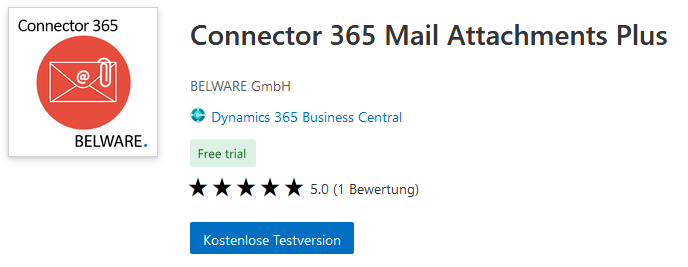 Connector 365
@
BELWARE.
Connector 365 Mail Attachments Plus
BELWARE GmbH
Dynamics 365 Business Central
Free trial
5.0 (1 Bewertung)
Kostenlose Testversion